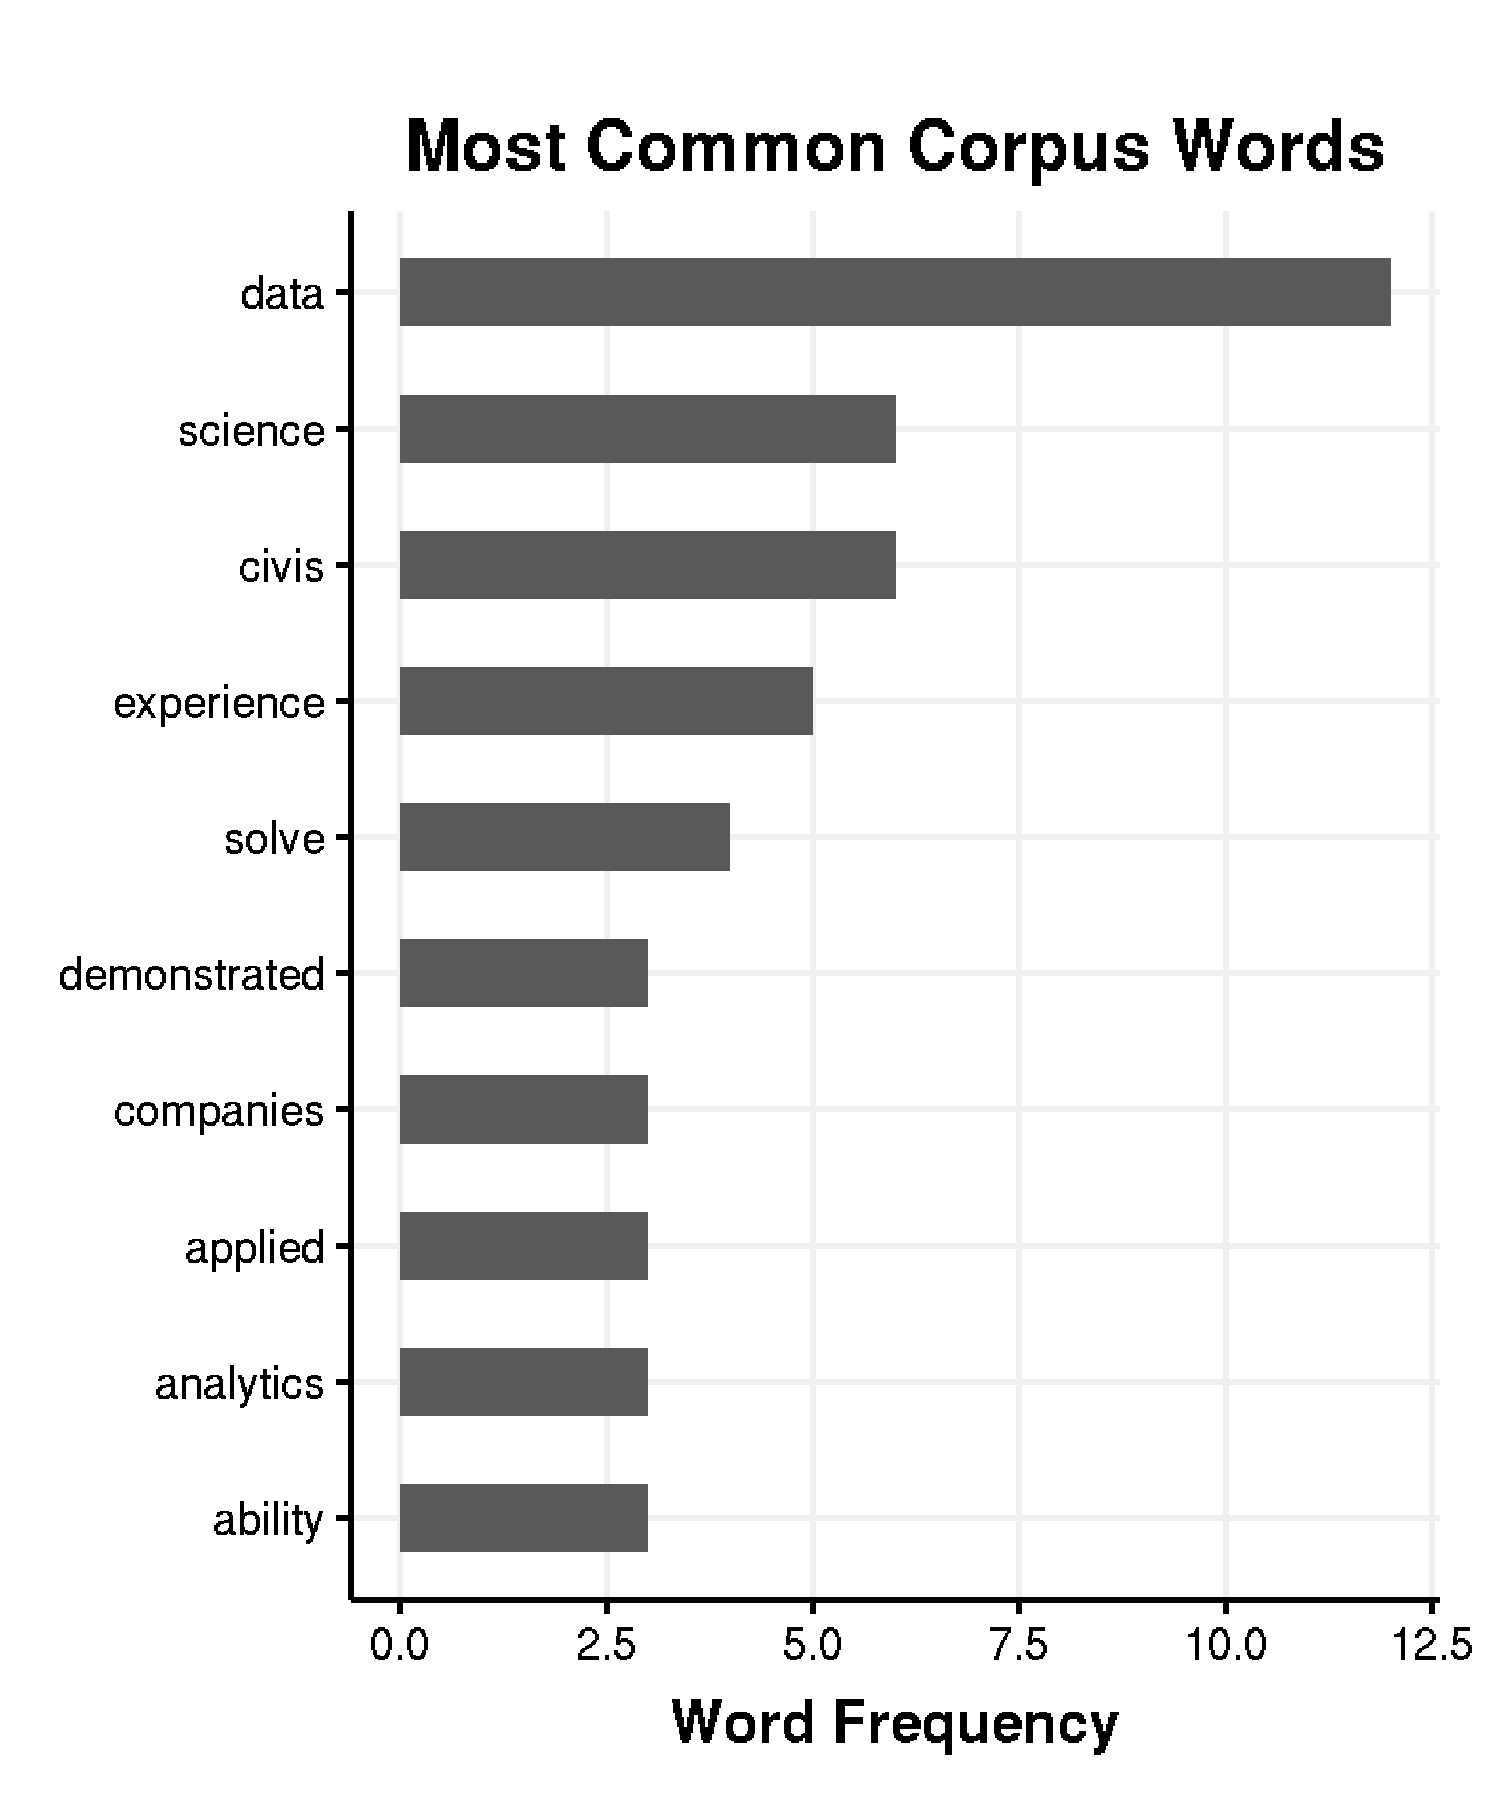 Most Common Corpus Words
data
science
civis
experience
solve
demonstrated
companies
applied
analytics
ability
0.0 2.5 5.0 7.5 10.0 12.5
Word Frequency